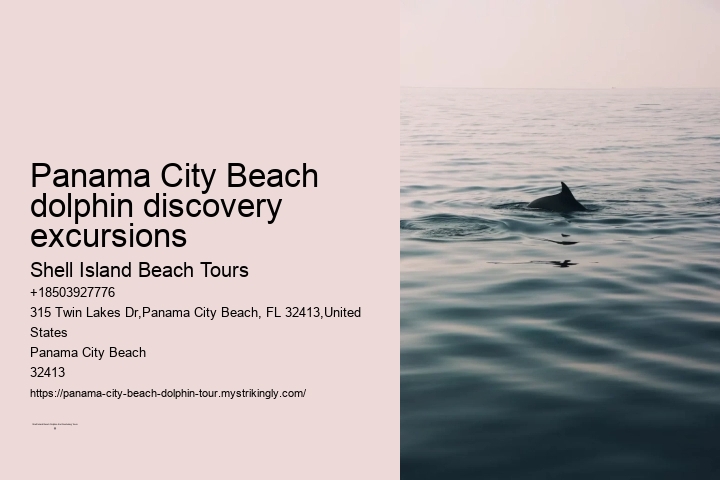 Panama City Beach
dolphin discovery
excursions
Shell Island Beach Tours
+18503927776
315 Twin Lakes Dr,Panama City Beach, FL 32413,United
States
Panama City Beach
32413
https://panama-city-beach-dolphin-tour.mystrikingly.com/